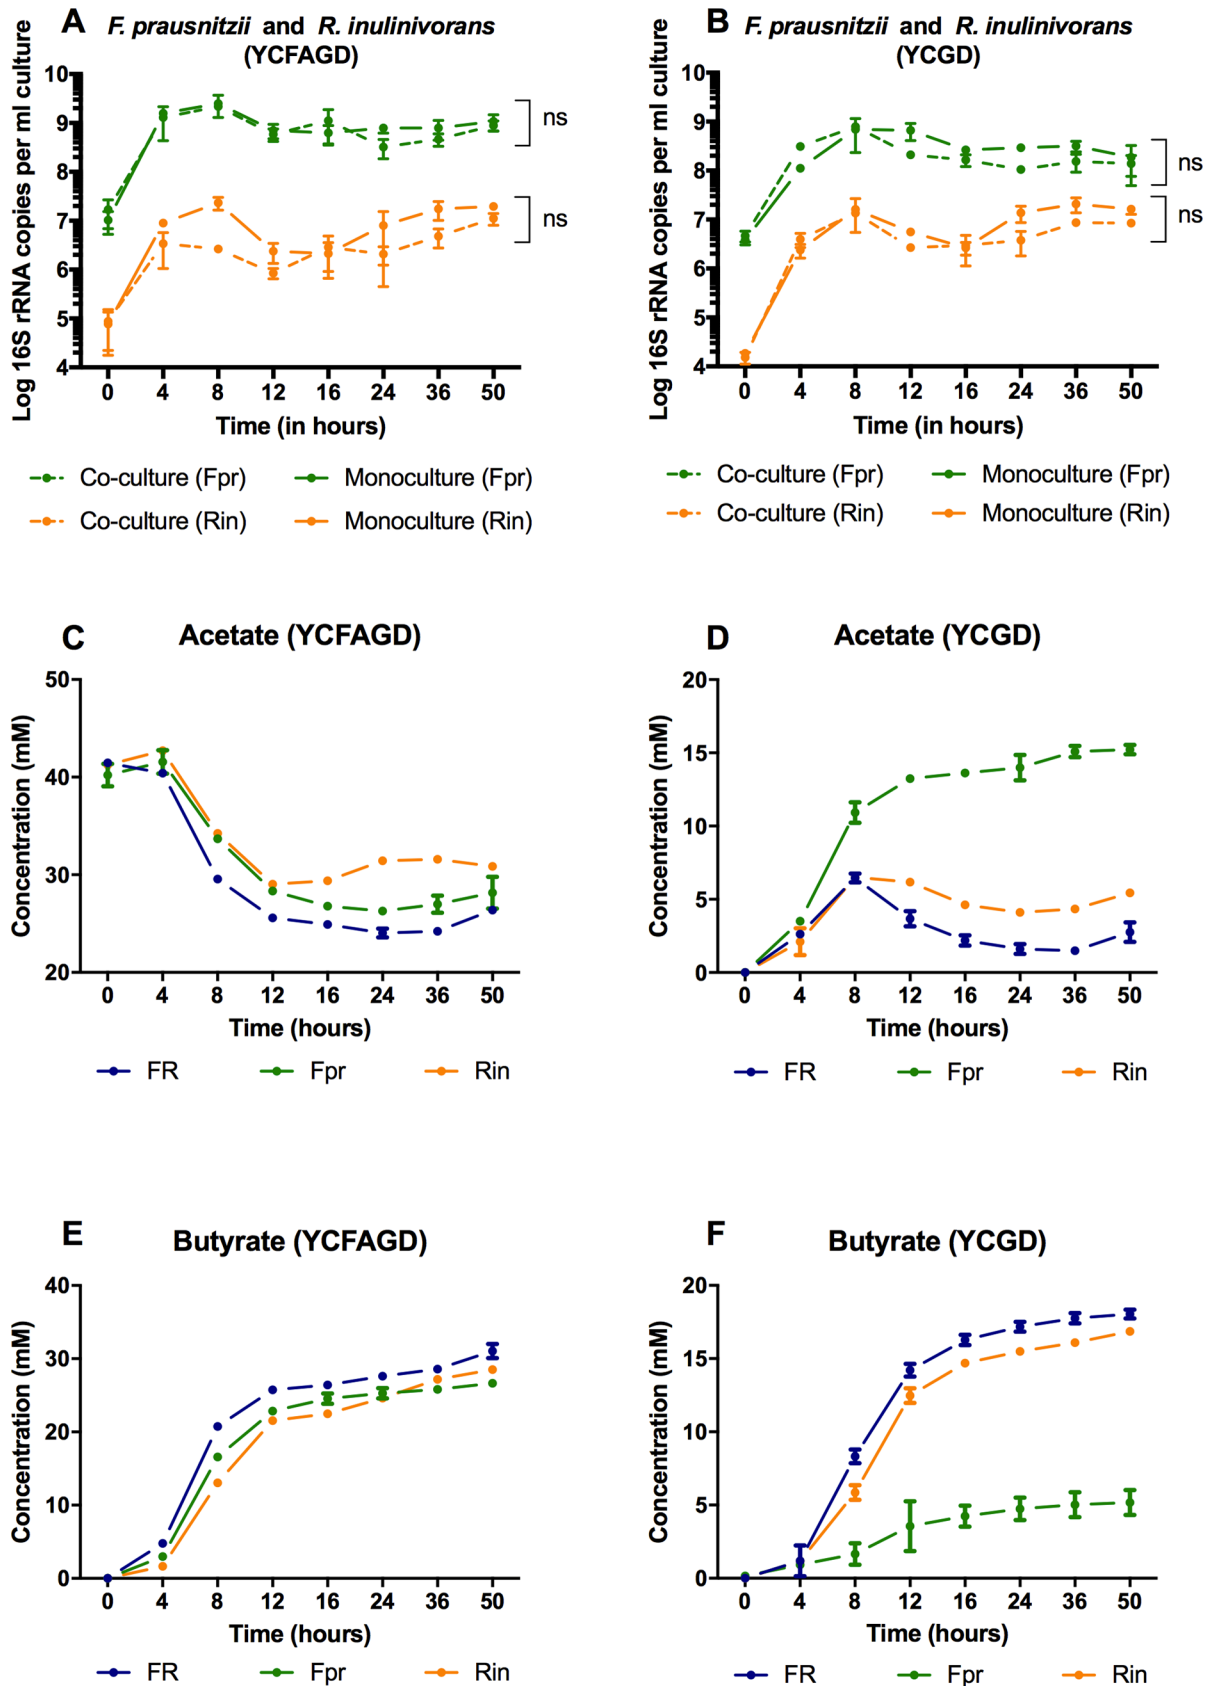 A
F. prausnitzii and R. inulinivorans
(YCFAGD)
Log 16S rRNA copies per ml culture
10
9
8
7
6
5
4
ns
ns
0 4 8 12 16 24 36 50
Time (in hours)
Co-culture (Fpr) Monoculture (Fpr)
Co-culture (Rin) Monoculture (Rin)
B
F. prausnitzii and R. inulinivorans
(YCGD)
Log 16S rRNA copies per ml culture
10
9
8
7
6
5
4
ns
ns
0 4 8 12 16 24 36 50
Time (in hours)
Co-culture (Fpr) Monoculture (Fpr)
Co-culture (Rin) Monoculture (Rin)
C
Acetate (YCFAGD)
Concentration (mM)
50
40
30
20
0 4 8 12 16 24 36 50
Time (hours)
FR Fpr Rin
D
Acetate (YCGD)
Concentration (mM)
20
15
10
5
0
0 4 8 12 16 24 36 50
Time (hours)
FR Fpr Rin
E
Butyrate (YCFAGD)
Concentration (mM)
40
30
20
10
0
0 4 8 12 16 24 36 50
Time (hours)
FR Fpr Rin
F
Butyrate (YCGD)
Concentration (mM)
20
15
10
5
0
0 4 8 12 16 24 36 50
Time (hours)
FR Fpr Rin